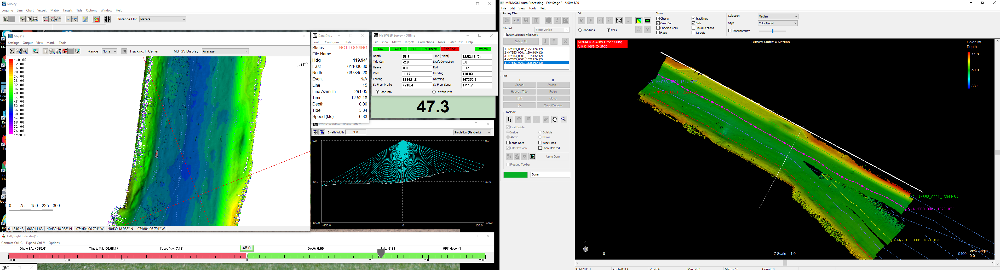 Survey
Logging Line Chart Vessels Matrix Targets Tide Options Window Help
Distance Unit Meters
Map(1)
Settings Output View Matrix Tools
Range None Tracking: In Center MB_SS Display Average
<10.00
12.00
16.00
20.00
24.00
28.00
32.00
36.00
40.00
44.00
48.00
52.00
56.00
60.00
64.00
68.00
72.00
76.00
>=78.00
0 75 150 225 300
611810.43 666941.63 40d39'48.988" N 074d04'06.791" W 40d39'48.988" N 074d04'06.791" W
Data Dis...
Font... Configure... Style
Status NOT LOGGING
File Name
Hdg 119.94°
East 611630.80
North 667345.20
Event N/A
Line 15
Line Azimuth 291.65
Time 12:52:18
Depth 0.00
Tide -3.34
Speed (kts) 6.83
HYSWEEP Survey - Offline
File View Matrix Targets Corrections Tools Patch Test Help
Nav Gyro MRU Multibeam Side Scan Devices
Depth 51.7 Time (Event) 12:52:18 (0)
Tide Corr -2.6 Draft Correction 0.0
Heave 0.0 Roll 0.17
Pitch -1.17 Heading 119.83
Easting 611621.6 Northing 667350.2
SV From Profile 4710.4 SV From Sonar 4711.7
Boat Info Towfish Info
47.3
Profile Window - Beam Pattern
Swath Width 300 Simulation (Playback)
0.0 0.0
50.0 50.0
100.0 100.0
-150.0 0 150.0
Left/Right Indicator(1)
Contract Ctrl-C Expand Ctrl-V Options
Dist to S/L: 4535.01 Time to S/L: 00:06:14 Speed (Kts): 7.17 48.0 Depth: 0.00 Tide: -3.34 GPS Mode: -1
2000 200 20 0 20 200 2000
MBMAX64 Auto Processing - Edit Stage 2 - 5.00 x 5.00
File Edit View Tools Help
Survey Files
File List Stage 2 Files
Draw Selected Files Only
Select All
1 - NYSB3_0001_1255.HSX (2)
2 - NYSB3_0001_1304.HSX (2)
3 - NYSB3_0001_1314.HSX (2)
4 - NYSB3_0001_1321.HSX (2)
5 - NYSB3_0001_1326.HSX (2)
Edit
I II
Speed Sweep 1
Heave / Tide Profile
HPR Cloud
SV More Windows
Toolbox
Fast Delete
Inside Outside
Above Below
Large Dots Wide Lines
Filter Preview Show Deleted
Up to Date
Floating Toolbar
Done
Edit
Tracklines Cells
Show
Charts Tracklines
Color Bar Cells
Checked Cells Cloud Sections
Flags Targets
Selection Median
Style Color Model
Transparency
MBMAX64 Auto Processing ...
Click Here to Stop
Survey Matrix = Median
Color By
Depth
11.8
50.0
88.1
3 - NYSB3_0001_1314.HSX
2 - NYSB3_0001_1304.HSX
5 - NYSB3_0001_1326.HSX
4 - NYSB3_0001_1321.HSX
N
0 Z Scale = 1.0 5400
View Angle
0.0
X=612011.1 Y=667883.4 Z=26.4 Min=26.1 Max=27.6 Count=8